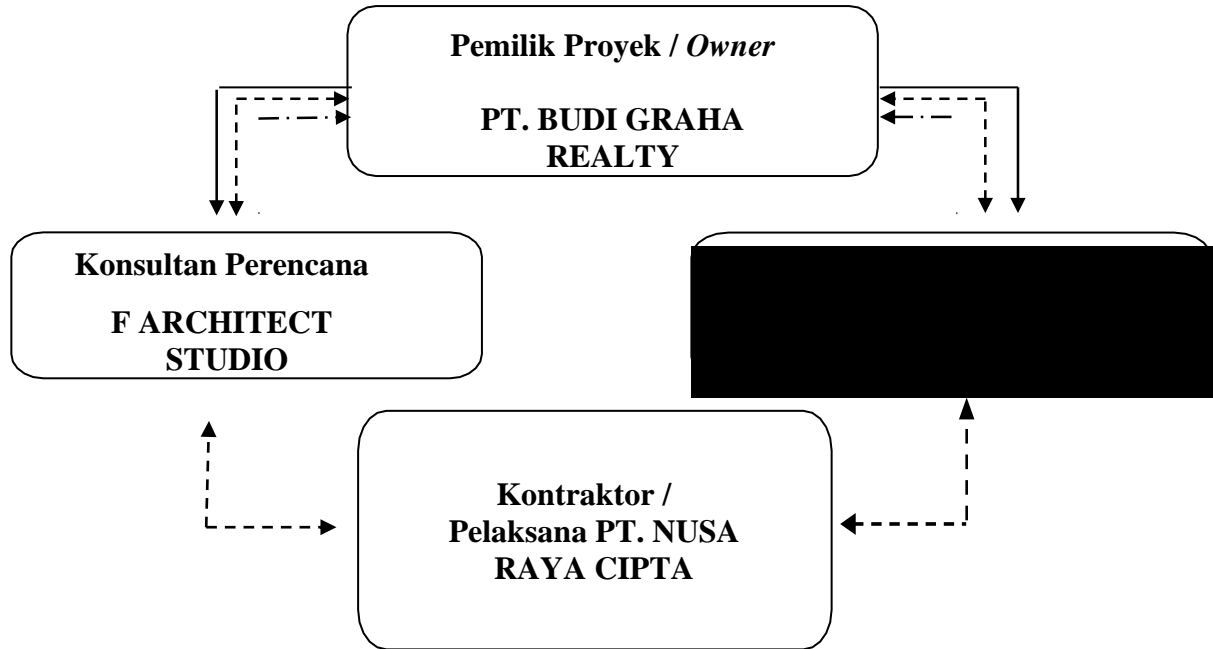 Pemilik Proyek / Owner
PT. BUDI GRAHA
REALTY
Konsultan Perencana
F ARCHITECT
STUDIO
Kontraktor /
Pelaksana PT. NUSA
RAYA CIPTA